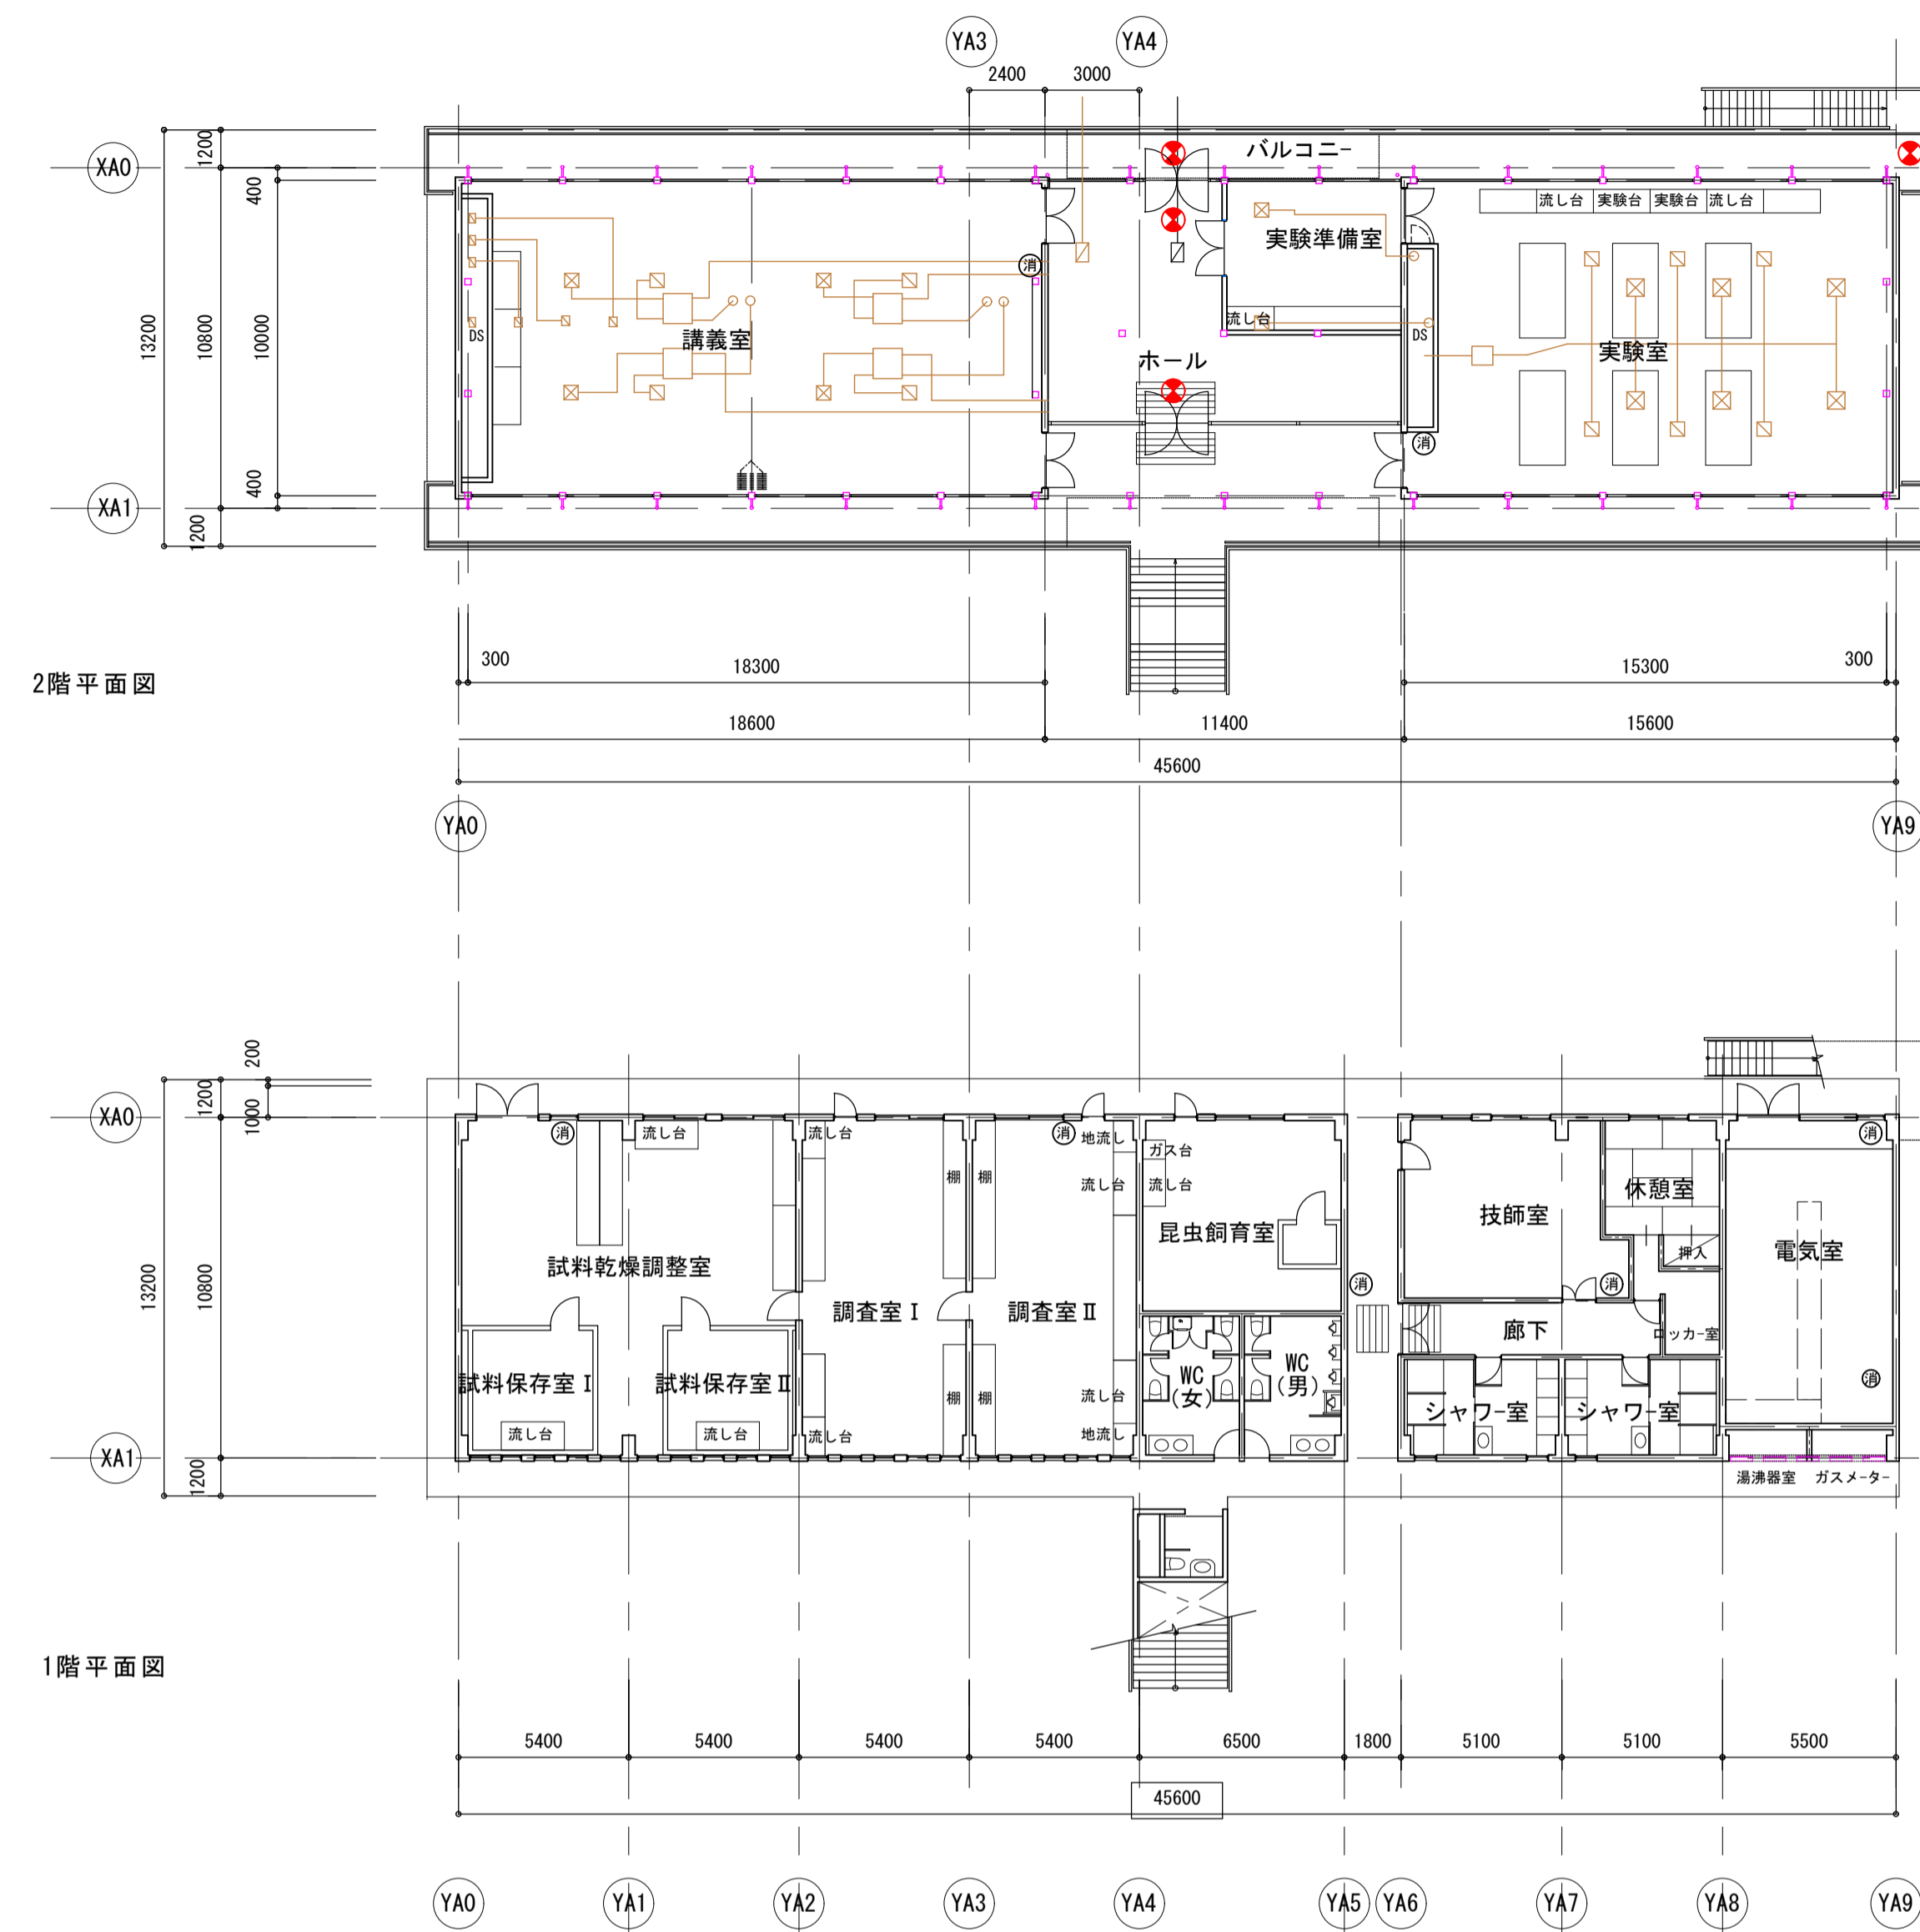 YA3
YA4
2400
3000
XA0
1200
バルコニー
400
流し台
実験台
実験台
流し台
実験準備室
消
13200
10800
10000
DS
講義室
流し台
DS
ホール
実験室
消
400
XA1
1200
300
18300
15300
300
2階平面図
18600
11400
15600
45600
YA0
YA9
200
XA0
1200
1000
消
流し台
流し台
消
地流し
ガス台
消
棚
棚
流し台
流し台
休憩室
技師室
昆虫飼育室
押入
電気室
試料乾燥調整室
13200
10800
消
消
調査室Ⅰ
調査室Ⅱ
廊下
ロッカー室
WC
(女)
WC
(男)
試料保存室Ⅰ
試料保存室Ⅱ
棚
棚
流し台
消
シャワー室
シャワー室
流し台
流し台
流し台
地流し
XA1
1200
湯沸器室
ガスメーター
1階平面図
5400
5400
5400
5400
6500
1800
5100
5100
5500
45600
YA0
YA1
YA2
YA3
YA4
YA5
YA6
YA7
YA8
YA9